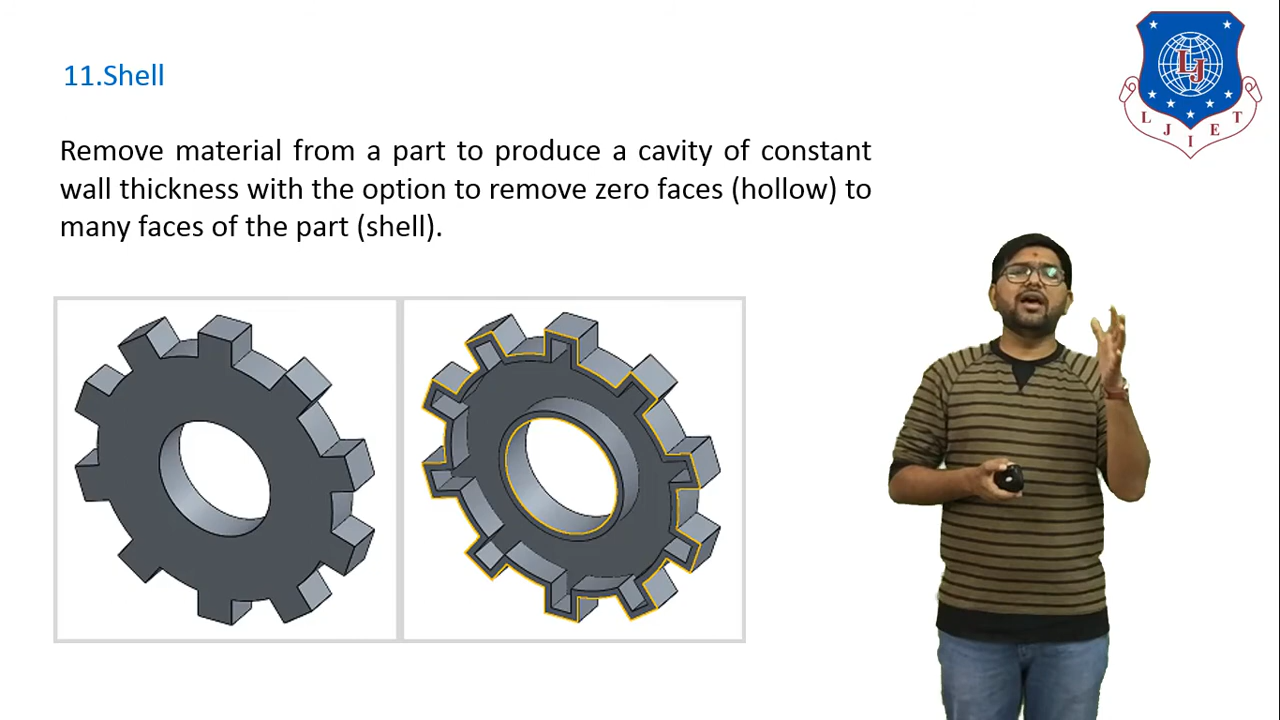 11.Shell
Remove material from a part to produce a cavity of constant
wall thickness with the option to remove zero faces (hollow) to
many faces of the part (shell).
LJ
L J I E T